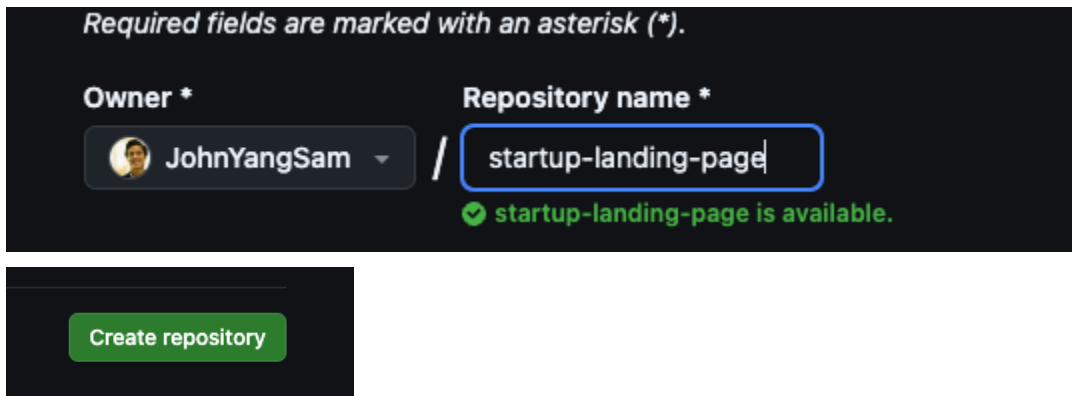 Required fields are marked with an asterisk (*).
Owner * Repository name *
JohnYangSam / startup-landing-page
startup-landing-page is available.
Create repository